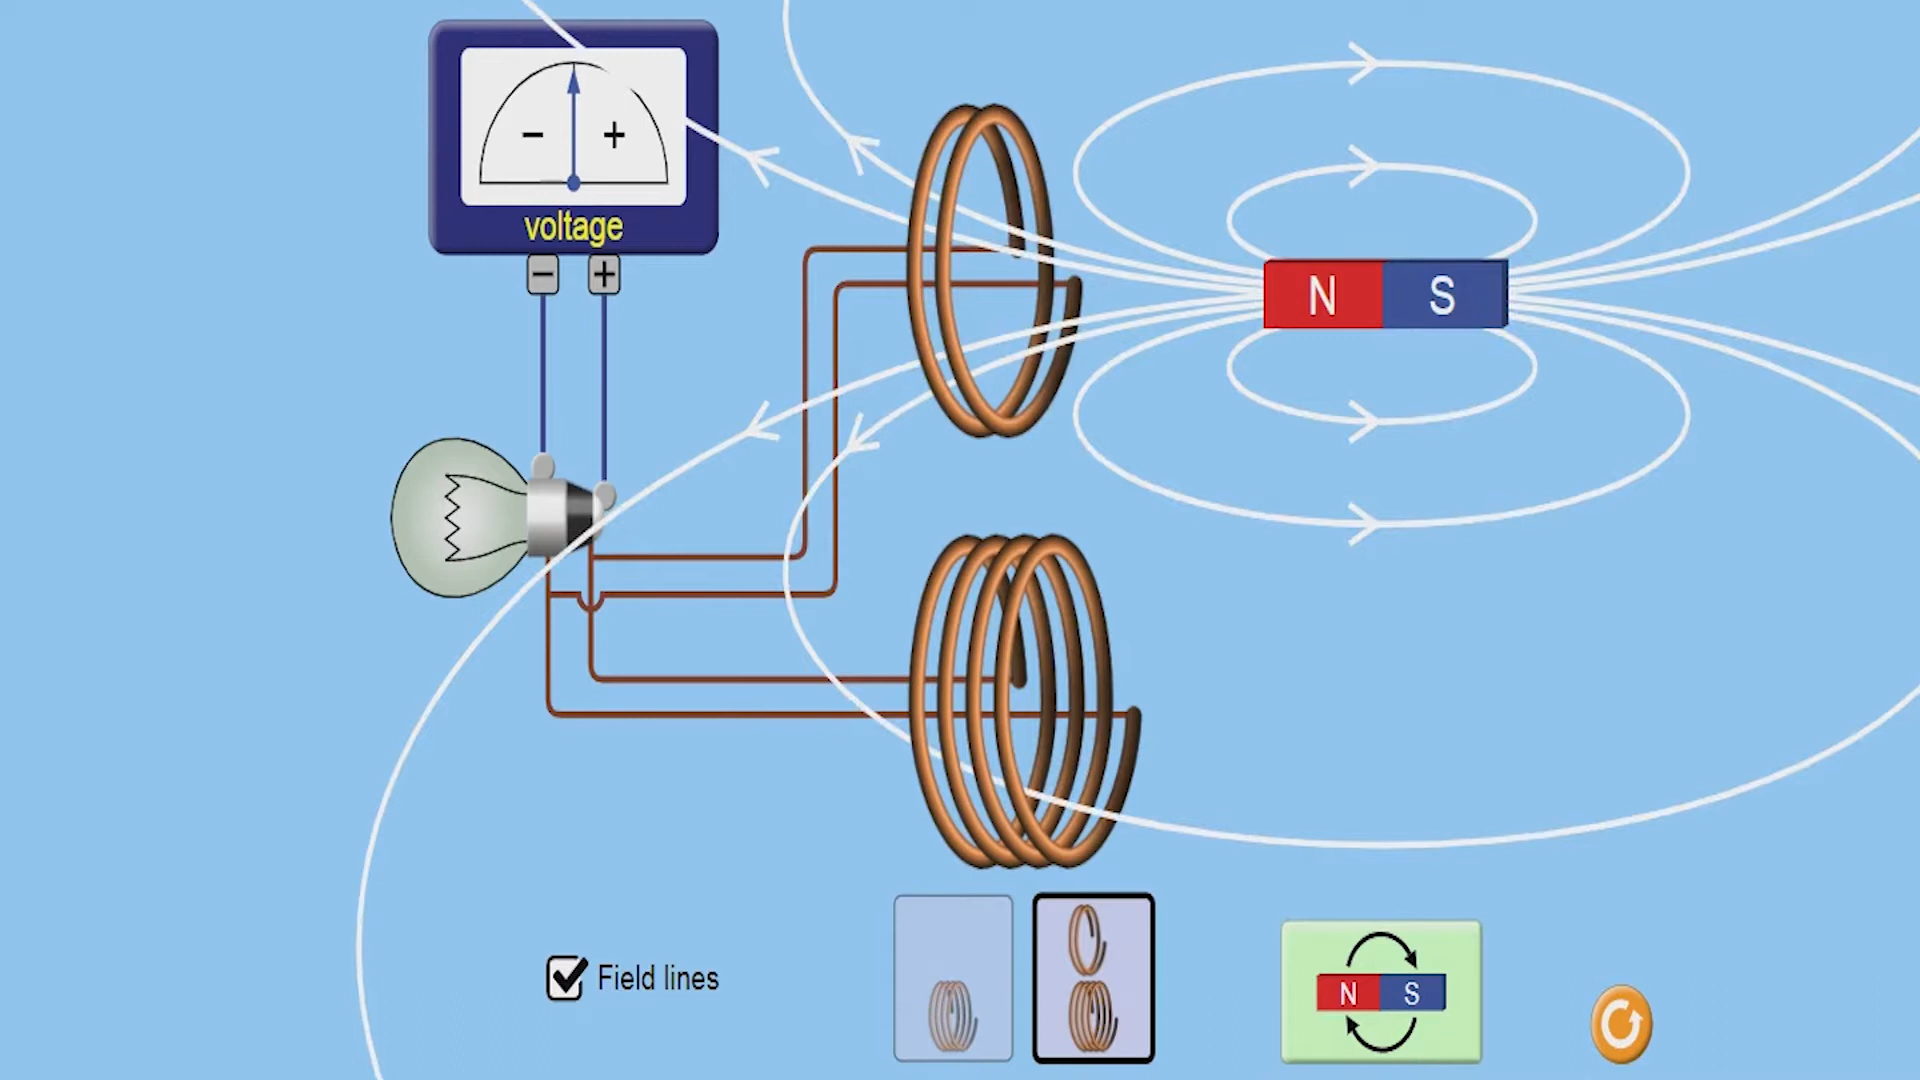 − +
voltage
− +
N S
Field lines
N S